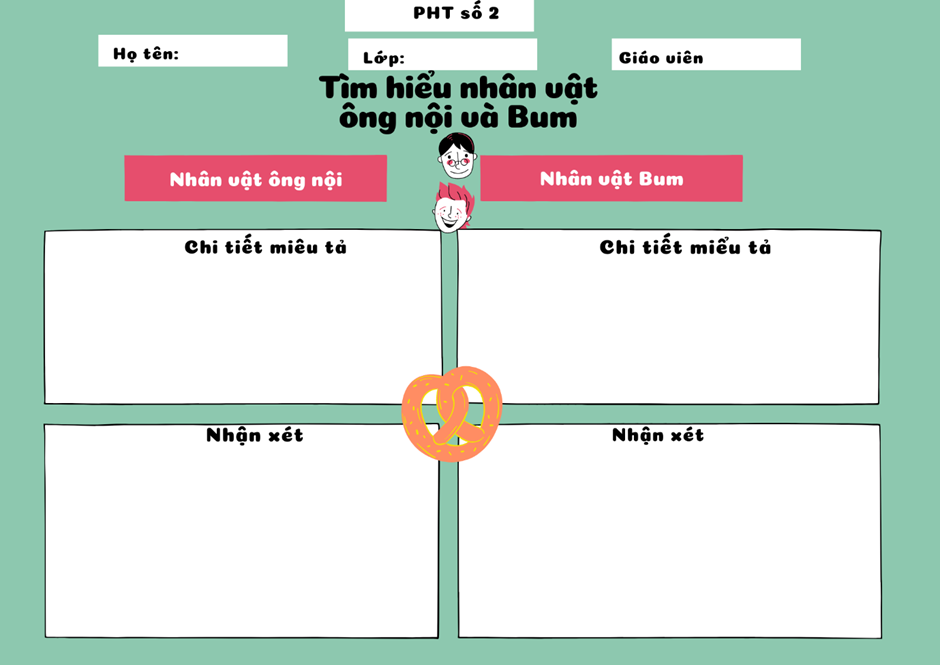 PHT số 2
Họ tên:
Lớp:
Giáo viên
Tìm hiểu nhân vật
ông nội và Bum
Nhân vật ông nội
Nhân vật Bum
Chi tiết miêu tả
Chi tiết miểu tả
Nhận xét
Nhận xét